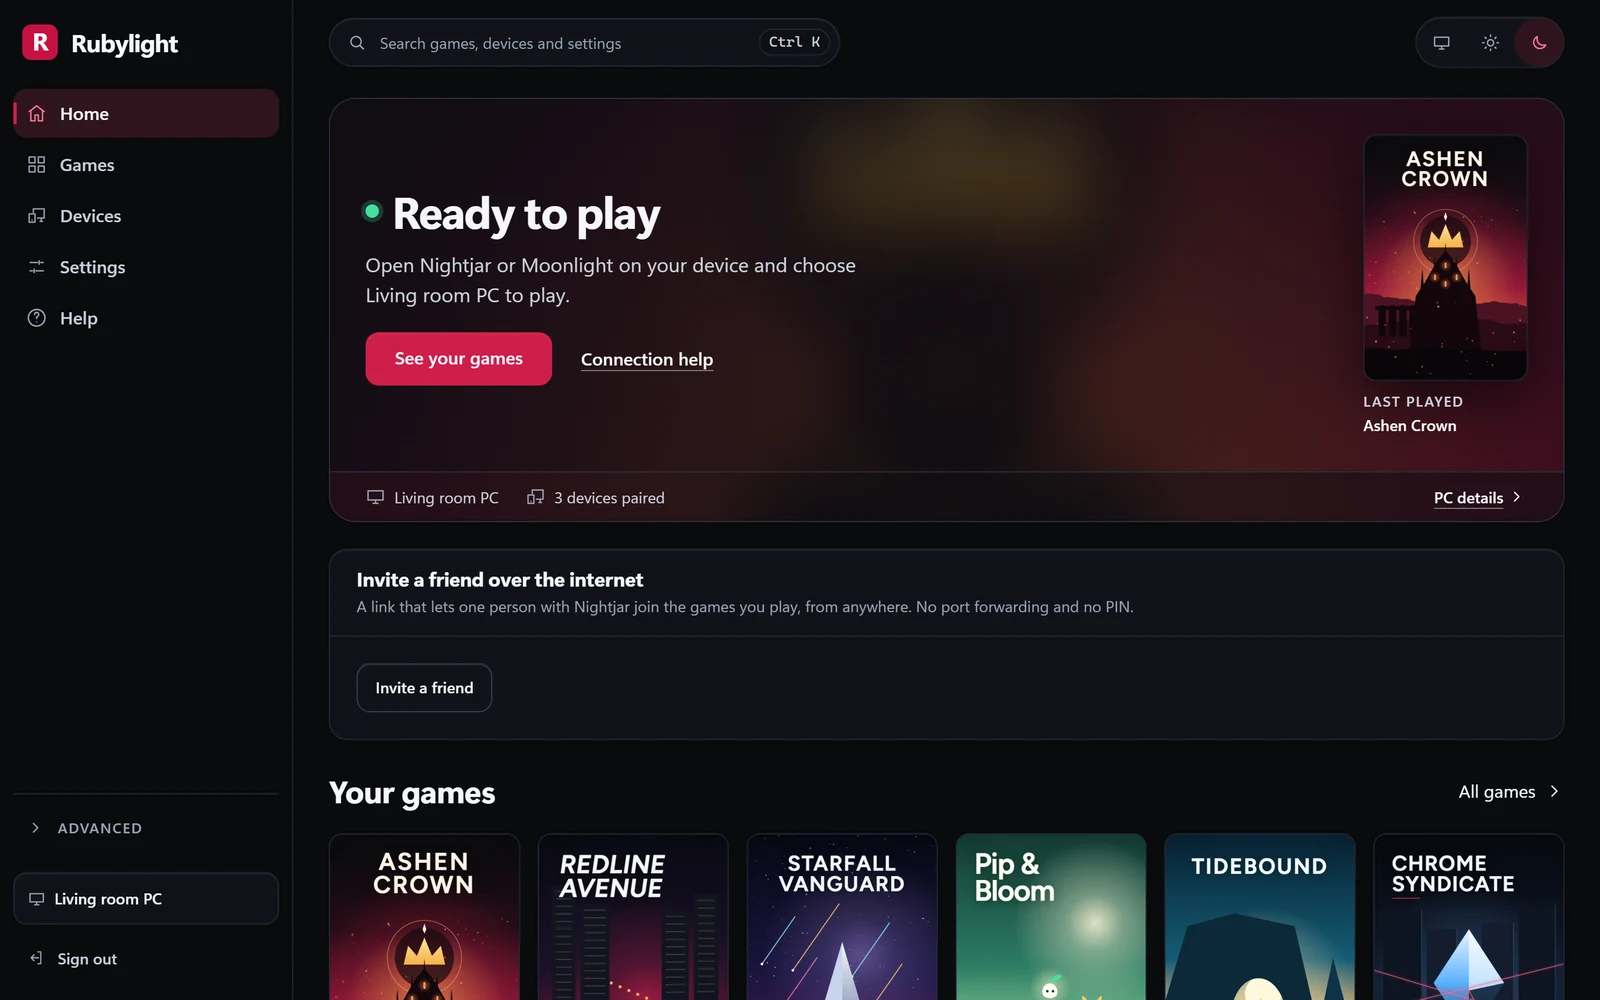 R Rubylight
Search games, devices and settings
Ctrl K
Home
Games
Devices
Settings
Help
Ready to play
Open Nightjar or Moonlight on your device and choose
Living room PC to play.
See your games
Connection help
ASHEN
CROWN
LAST PLAYED
Ashen Crown
Living room PC
3 devices paired
PC details
Invite a friend over the internet
A link that lets one person with Nightjar join the games you play, from anywhere. No port forwarding and no PIN.
Invite a friend
Your games
All games
ASHEN
CROWN
REDLINE
AVENUE
STARFALL
VANGUARD
Pip &
Bloom
TIDEBOUND
CHROME
SYNDICATE
ADVANCED
Living room PC
Sign out